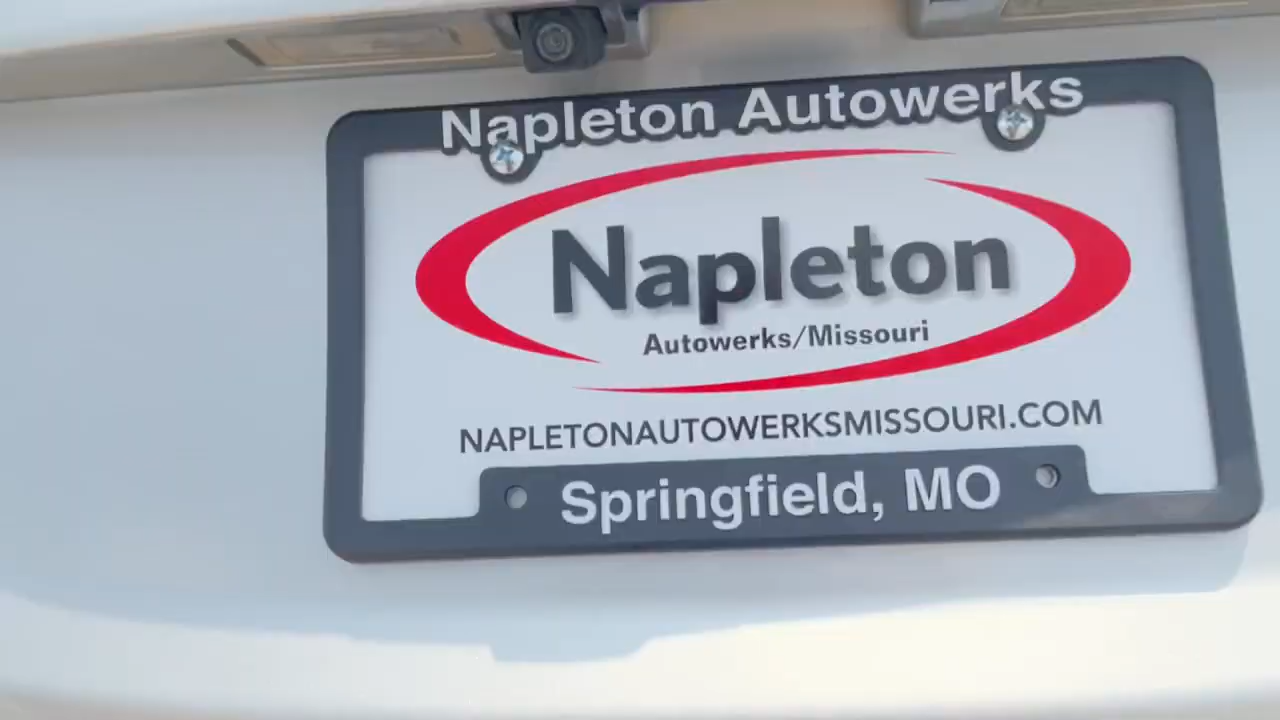 Napleton Autowerks
Napleton
Autowerks/Missouri
NAPLETONAUTOWERKSMISSOURI.COM
Springfield, MO